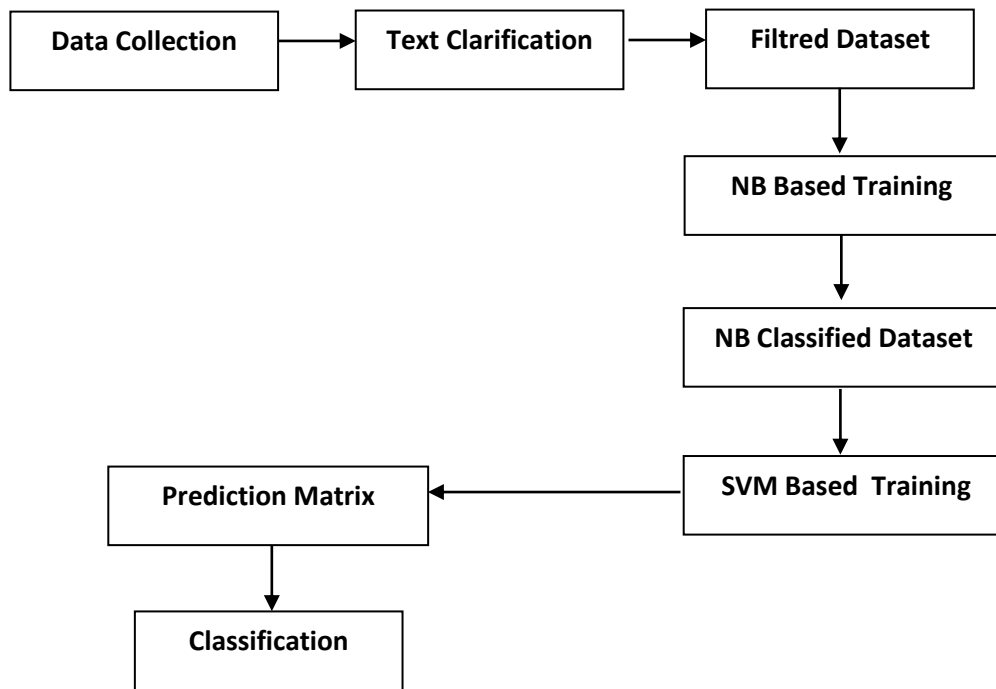 Data Collection
Text Clarification
Filtred Dataset
NB Based Training
NB Classified Dataset
SVM Based  Training
Prediction Matrix
Classification